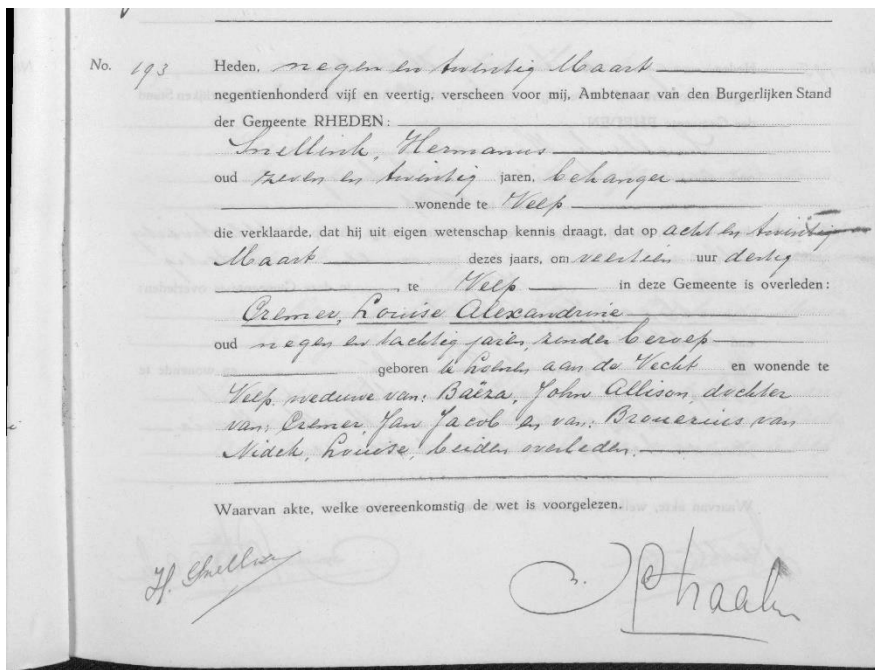 No. 193 Heden, negen en twintig Maart
negentienhonderd vijf en veertig, verscheen voor mij, Ambtenaar van den Burgerlijken Stand
der Gemeente RHEDEN:
Snellink, Hermanus
oud zeven en twintig jaren, behanger
wonende te Velp
die verklaarde, dat hij uit eigen wetenschap kennis draagt, dat op acht en twintig
Maart dezes jaars, om veertien uur dertig
, te Velp in deze Gemeente is overleden:
Cremer, Louise Alexandrine
oud negen en tachtig jaren, zonder beroep
geboren te Loenen aan de Vecht en wonende te
Velp, weduwe van: Baëza, John Allison, dochter
van: Cremer, Jan Jacob en van: Brouerius van
Nidek, Louise, beiden overleden.
Waarvan akte, welke overeenkomstig de wet is voorgelezen.
H. Snellink